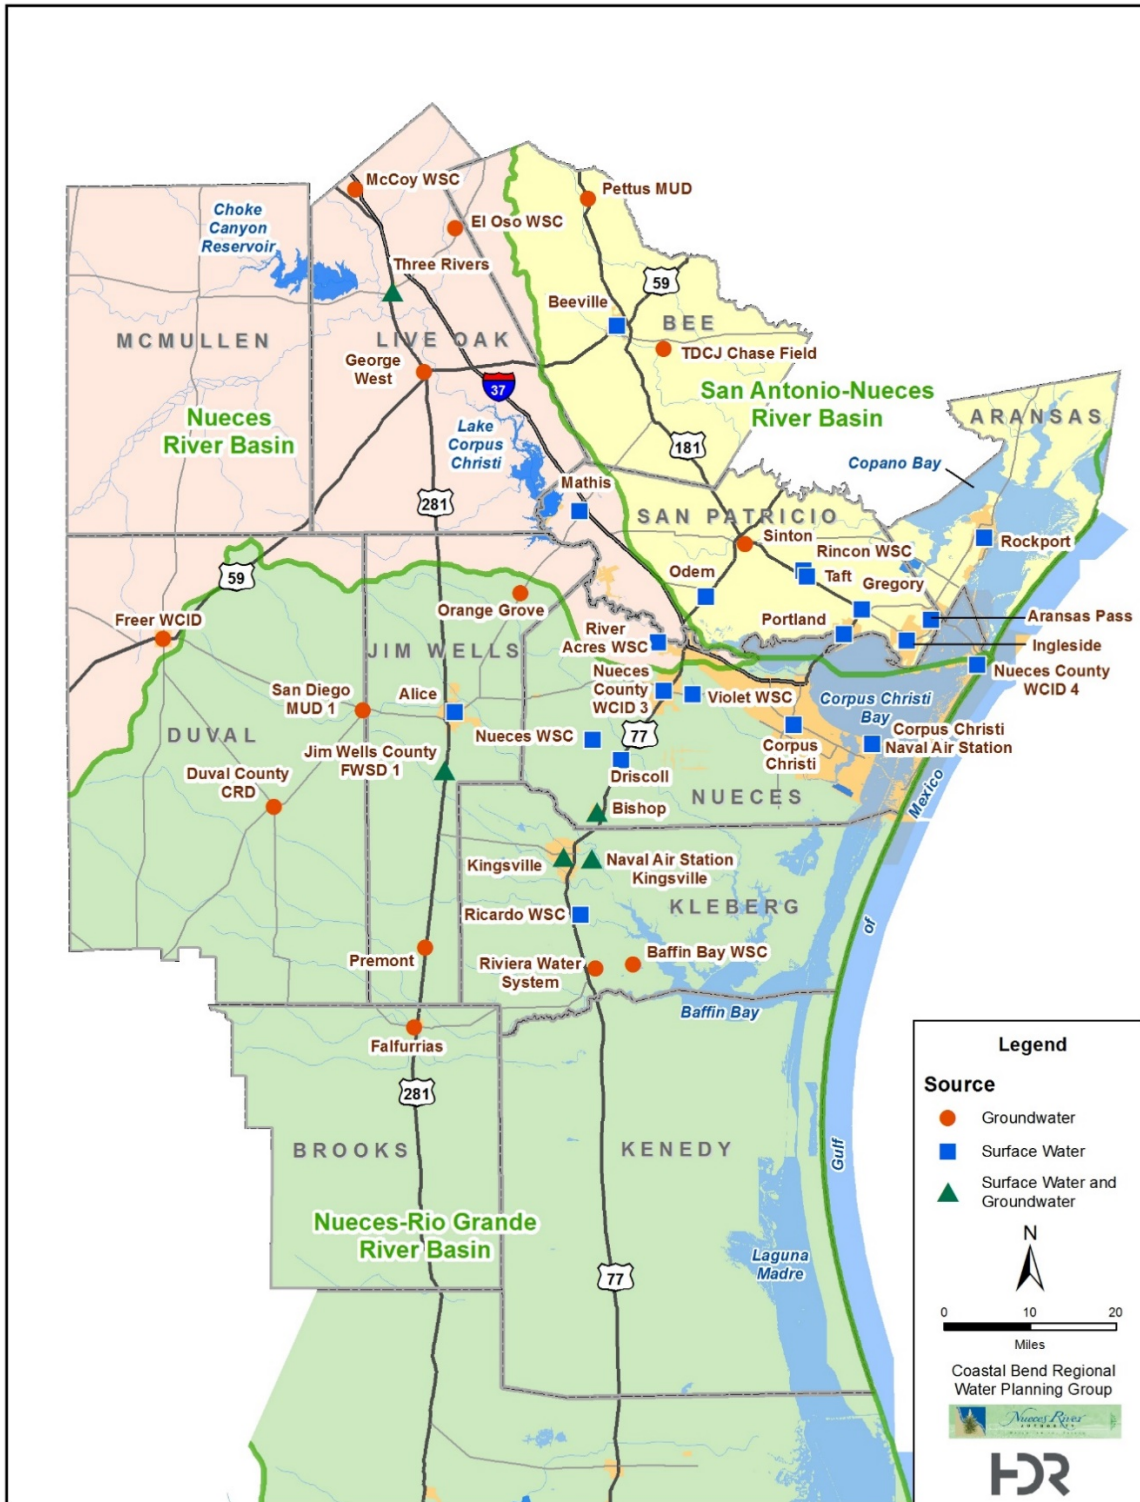 McCoy WSC
Pettus MUD
Choke
Canyon
Reservoir
El Oso WSC
Three Rivers
59
Beeville
BEE
MCMULLEN
LIVE OAK
TDCJ Chase Field
George
West
37
San Antonio-Nueces
River Basin
ARANSAS
Nueces
River Basin
Lake
Corpus
Christi
181
Copano Bay
Mathis
281
SAN PATRICIO
Sinton
Rincon WSC
Rockport
59
Odem
Taft
Gregory
Orange Grove
Freer WCID
Portland
Aransas Pass
River
Acres WSC
Ingleside
JIM WELLS
Nueces
County
WCID 3
Nueces County
WCID 4
San Diego
MUD 1
Alice
Violet WSC
Corpus Christi
Bay
DUVAL
Jim Wells County
FWSD 1
Nueces WSC
77
Corpus
Christi
Corpus Christi
Naval Air Station
Duval County
CRD
Driscoll
NUECES
Mexico
Bishop
Kingsville
Naval Air Station
Kingsville
Ricardo WSC
KLEBERG
of
Premont
Riviera Water
System
Baffin Bay WSC
Baffin Bay
Falfurrias
281
BROOKS
KENEDY
Gulf
Nueces-Rio Grande
River Basin
Laguna
Madre
77
Legend
Source
Groundwater
Surface Water
Surface Water and
Groundwater
N
0 10 20
Miles
Coastal Bend Regional
Water Planning Group
Nueces River
AUTHORITY
HDR